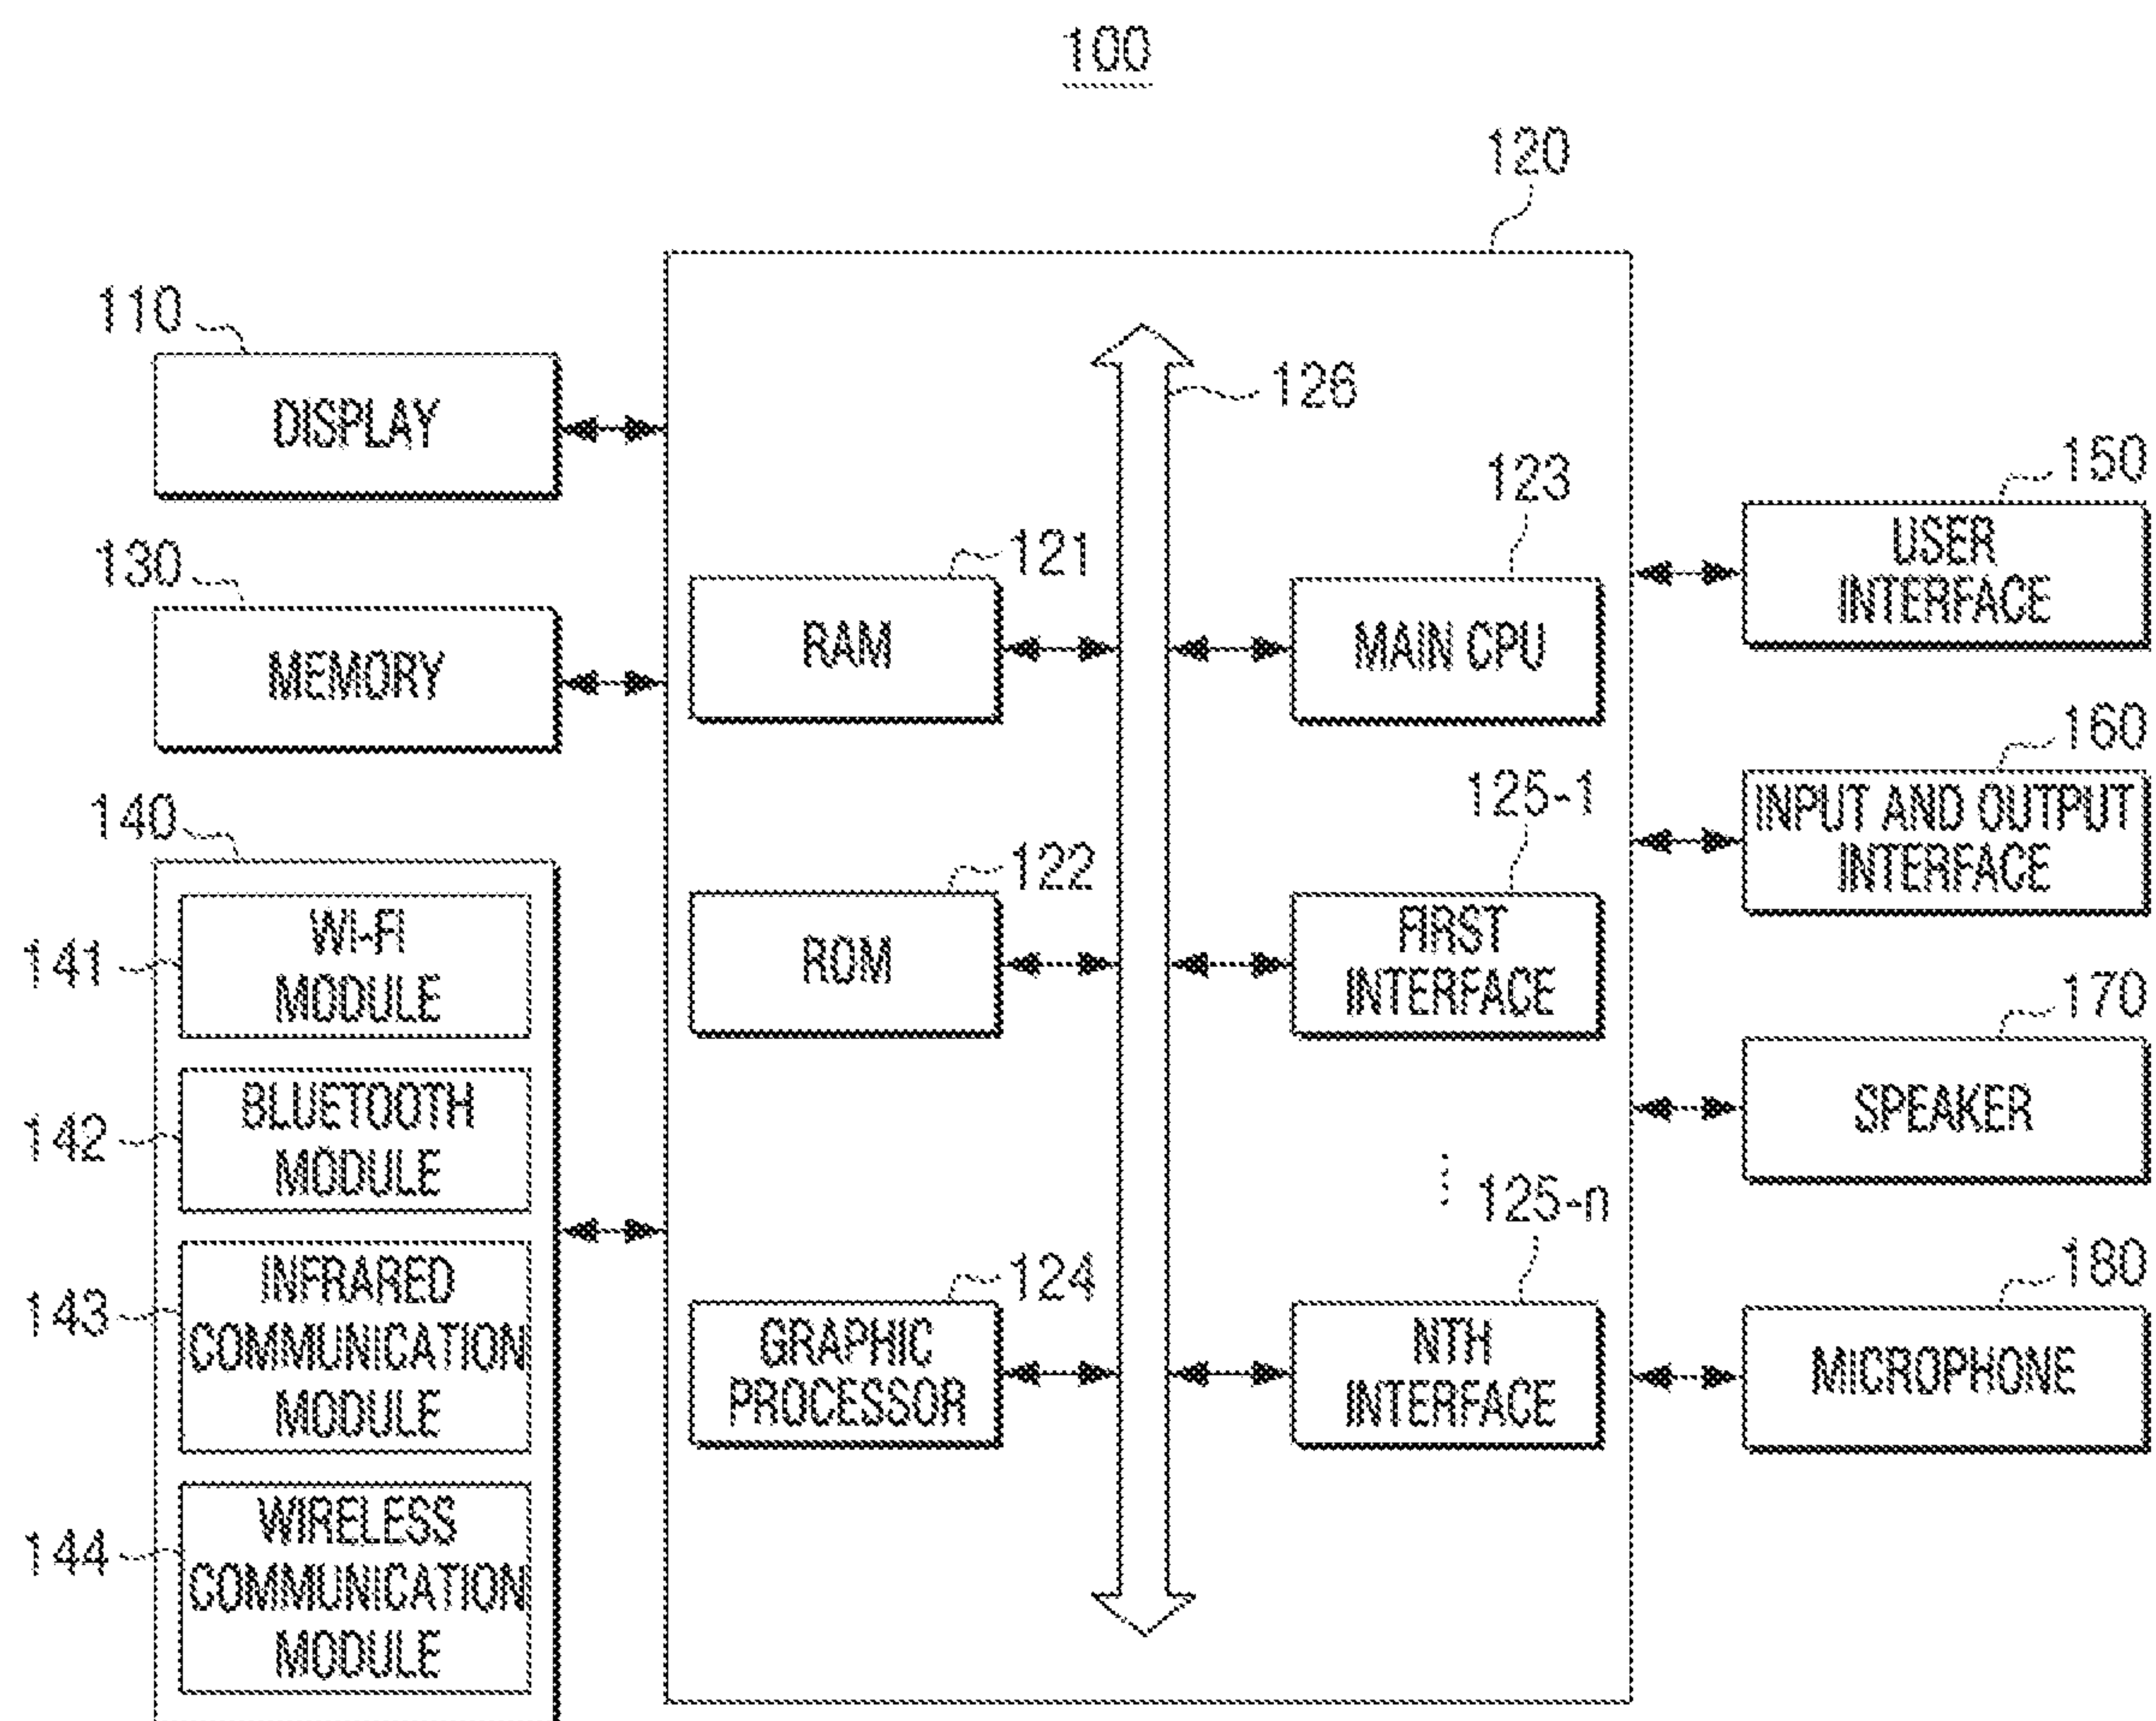 100
120
110
DISPLAY
126
130
MEMORY
121
RAM
123
MAIN CPU
150
USER
INTERFACE
160
INPUT AND OUTPUT
INTERFACE
140
141
WI-FI
MODULE
142
BLUETOOTH
MODULE
143
INFRARED
COMMUNICATION
MODULE
144
WIRELESS
COMMUNICATION
MODULE
122
ROM
125-1
FIRST
INTERFACE
170
SPEAKER
124
GRAPHIC
PROCESSOR
⋮
125-n
NTH
INTERFACE
180
MICROPHONE